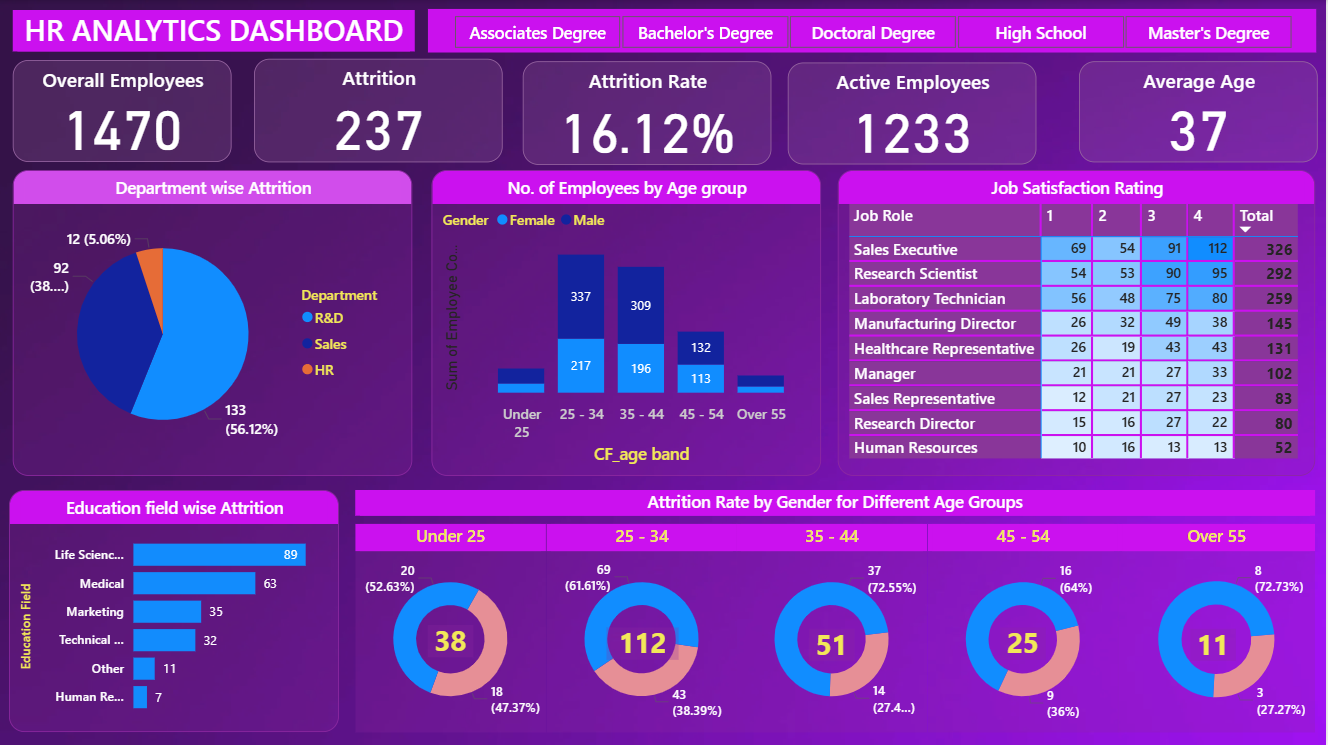 HR ANALYTICS DASHBOARD
Associates Degree
Bachelor's Degree
Doctoral Degree
High School
Master's Degree
Overall Employees
1470
Attrition
237
Attrition Rate
16.12%
Active Employees
1233
Average Age
37
Department wise Attrition
12 (5.06%)
92
(38....)
133
(56.12%)
Department
R&D
Sales
HR
No. of Employees by Age group
Gender Female Male
Sum of Employee Co...
337
309
132
217
196
113
Under
25
25 - 34
35 - 44
45 - 54
Over 55
CF_age band
Job Satisfaction Rating
Job Role 1 2 3 4 Total
Sales Executive 69 54 91 112 326
Research Scientist 54 53 90 95 292
Laboratory Technician 56 48 75 80 259
Manufacturing Director 26 32 49 38 145
Healthcare Representative 26 19 43 43 131
Manager 21 21 27 33 102
Sales Representative 12 21 27 23 83
Research Director 15 16 27 22 80
Human Resources 10 16 13 13 52
Education field wise Attrition
Education Field
Life Scienc... 89
Medical 63
Marketing 35
Technical ... 32
Other 11
Human Re... 7
Attrition Rate by Gender for Different Age Groups
Under 25
20
(52.63%)
38
18
(47.37%)
25 - 34
69
(61.61%)
112
43
(38.39%)
35 - 44
37
(72.55%)
51
14
(27.4...)
45 - 54
16
(64%)
25
9
(36%)
Over 55
8
(72.73%)
11
3
(27.27%)